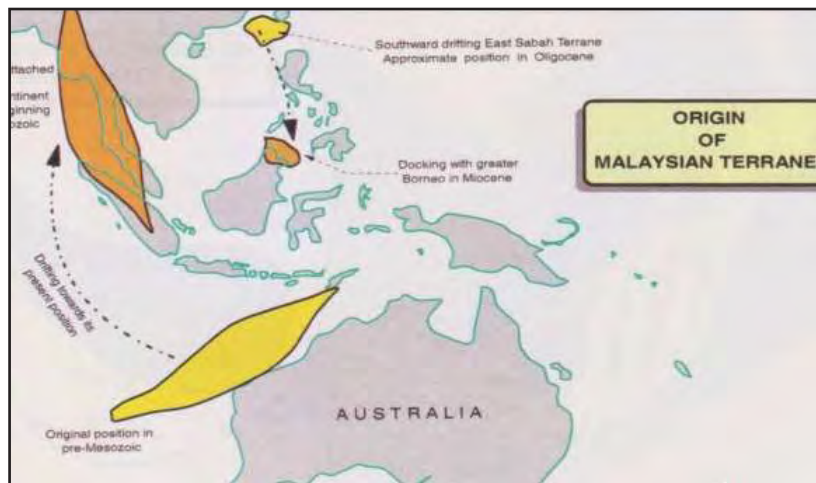 Southward drifting East Sabah Terrane
Approximate position in Oligocene
ttached
ntinent
ginning
ozoic
ORIGIN
OF
MALAYSIAN TERRANE
Docking with greater
Borneo in Miocene
Drifting towards its
present position
Original position in
pre-Mesozoic
AUSTRALIA